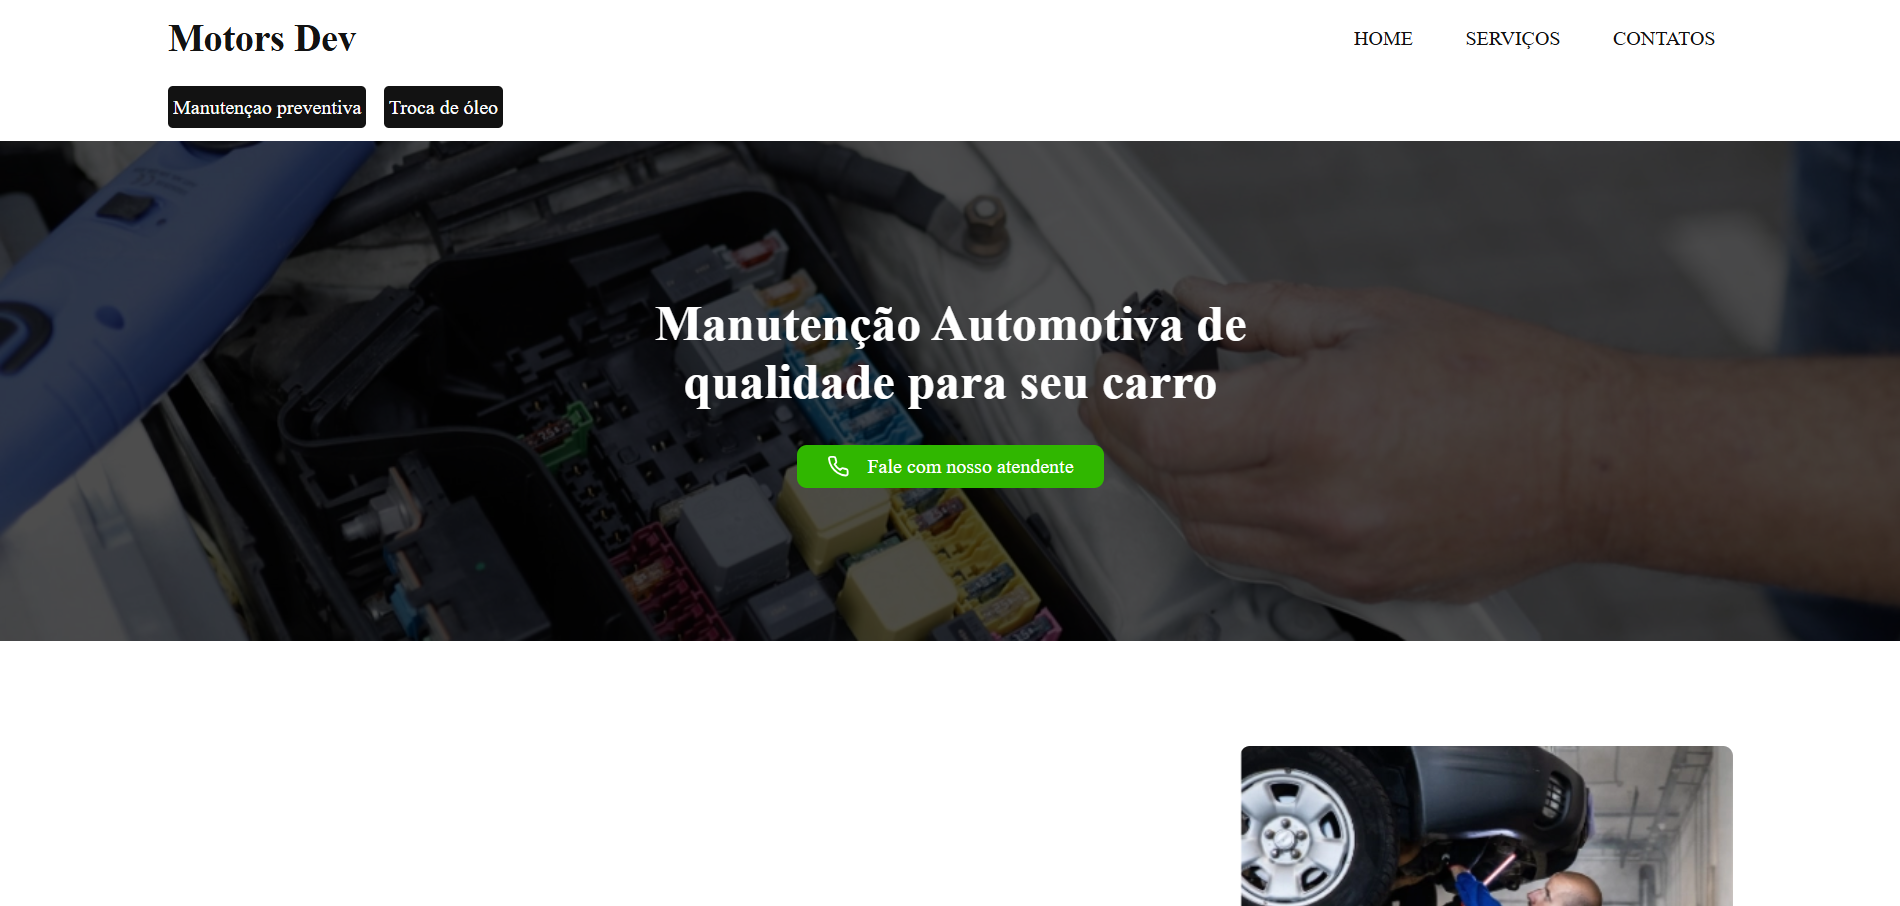 Motors Dev
HOME SERVIÇOS CONTATOS
Manutençao preventiva Troca de óleo
Manutenção Automotiva de
qualidade para seu carro
Fale com nosso atendente